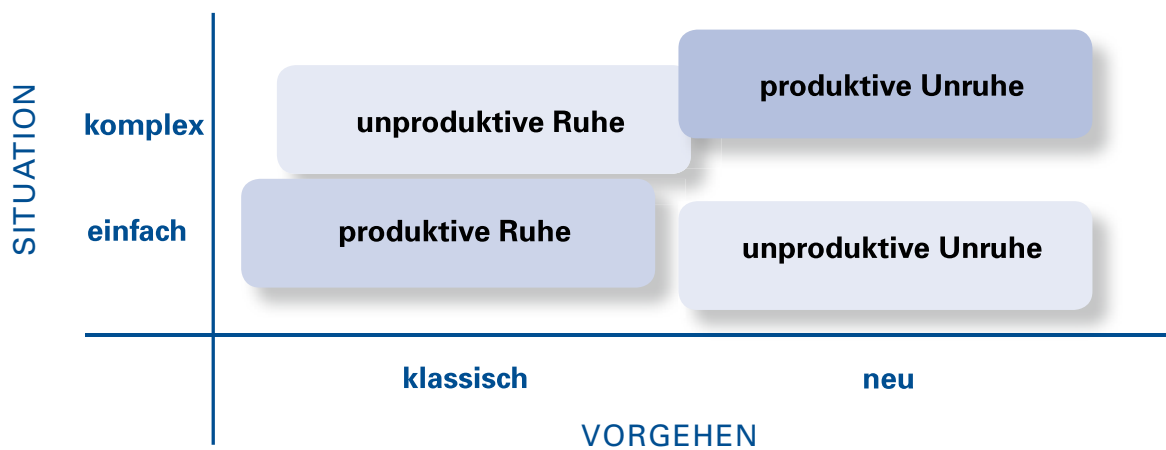 SITUATION
komplex
unproduktive Ruhe
produktive Unruhe
einfach
produktive Ruhe
unproduktive Unruhe
klassisch
neu
VORGEHEN